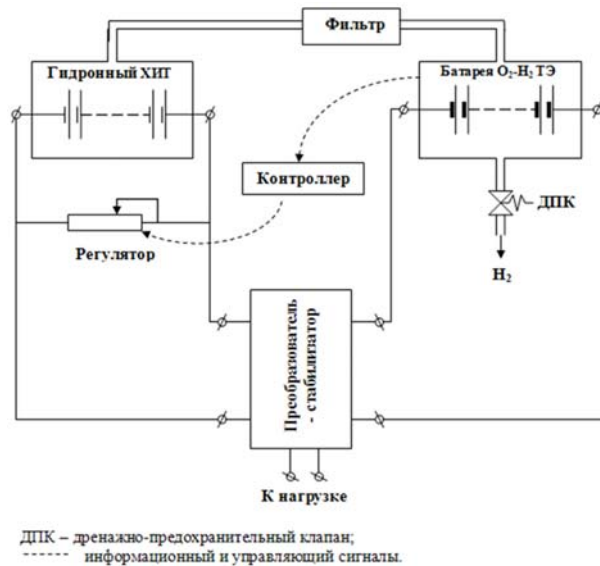 Фильтр
Гидронный ХИТ
Батарея O₂-H₂ ТЭ
Контроллер
ДПК
Регулятор
H₂
Преобразователь
- стабилизатор
К нагрузке
ДПК – дренажно-предохранительный клапан;
информационный и управляющий сигналы.